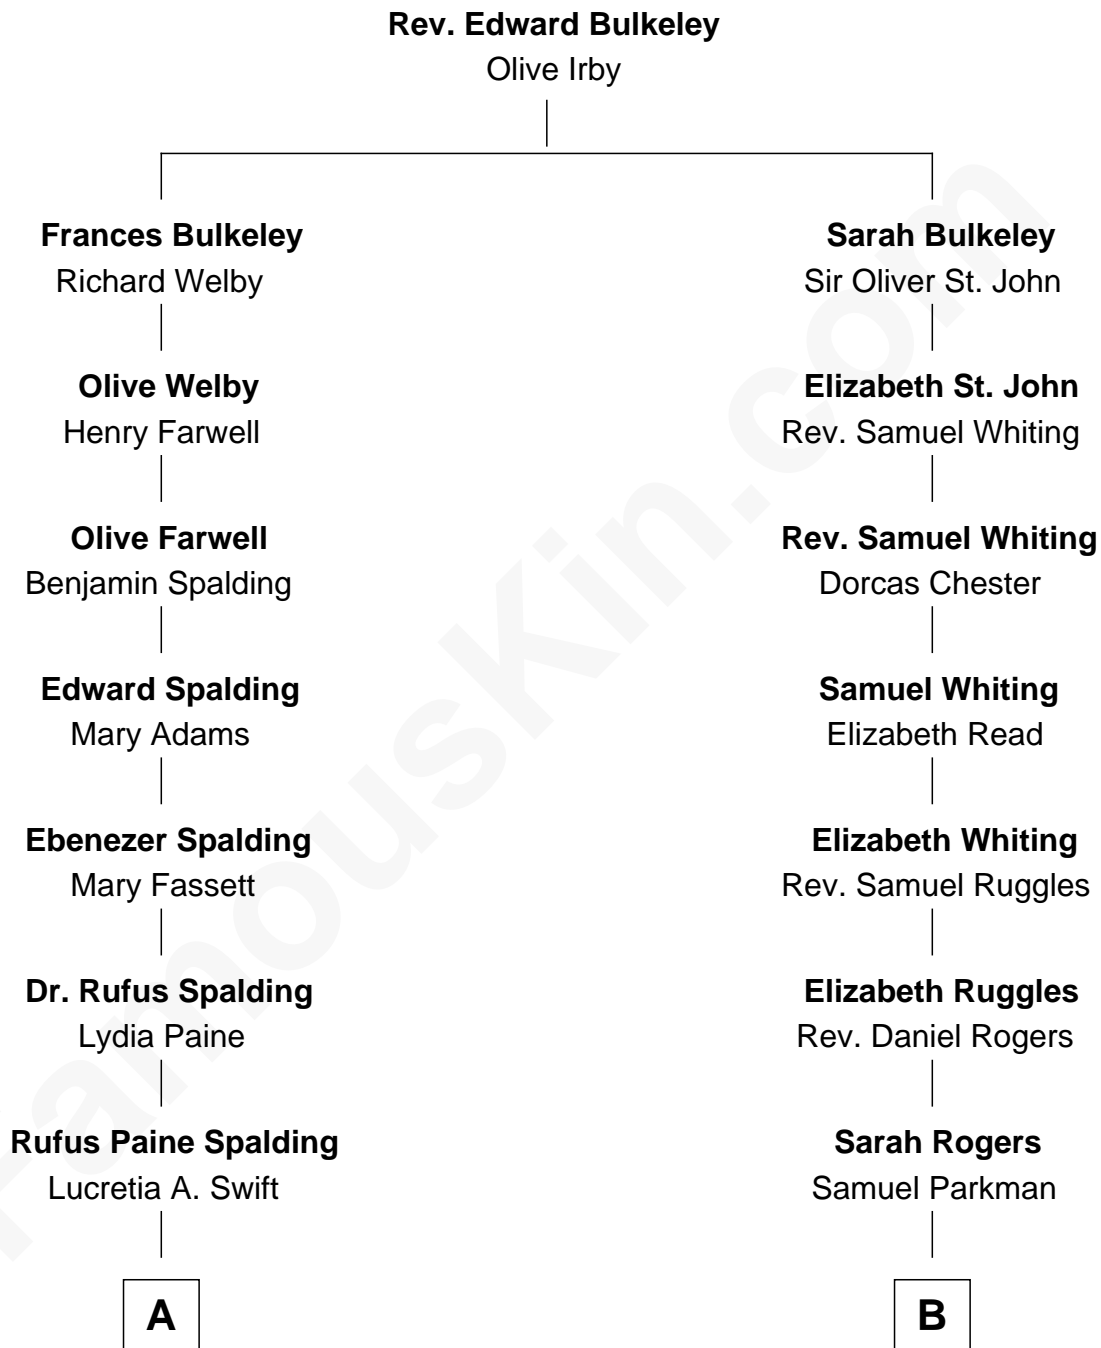 Rev. Edward Bulkeley
Olive Irby
Frances Bulkeley
Richard Welby
Sarah Bulkeley
Sir Oliver St. John
Olive Welby
Henry Farwell
Elizabeth St. John
Rev. Samuel Whiting
Olive Farwell
Benjamin Spalding
Rev. Samuel Whiting
Dorcas Chester
Edward Spalding
Mary Adams
Samuel Whiting
Elizabeth Read
Ebenezer Spalding
Mary Fassett
Elizabeth Whiting
Rev. Samuel Ruggles
Dr. Rufus Spalding
Lydia Paine
Elizabeth Ruggles
Rev. Daniel Rogers
Rufus Paine Spalding
Lucretia A. Swift
Sarah Rogers
Samuel Parkman
A
B
FamousKin.com